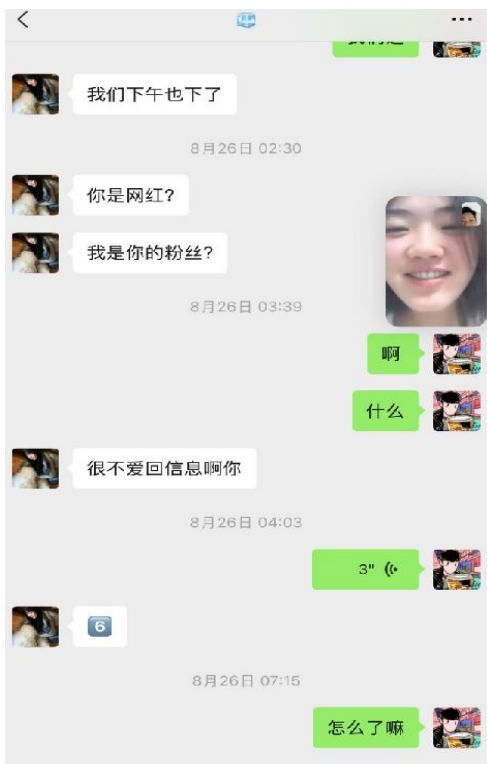 我们下午也下了
8月26日 02:30
你是网红?
我是你的粉丝?
8月26日 03:39
啊
什么
很不爱回信息啊你
8月26日 04:03
3"
6
8月26日 07:15
怎么了嘛